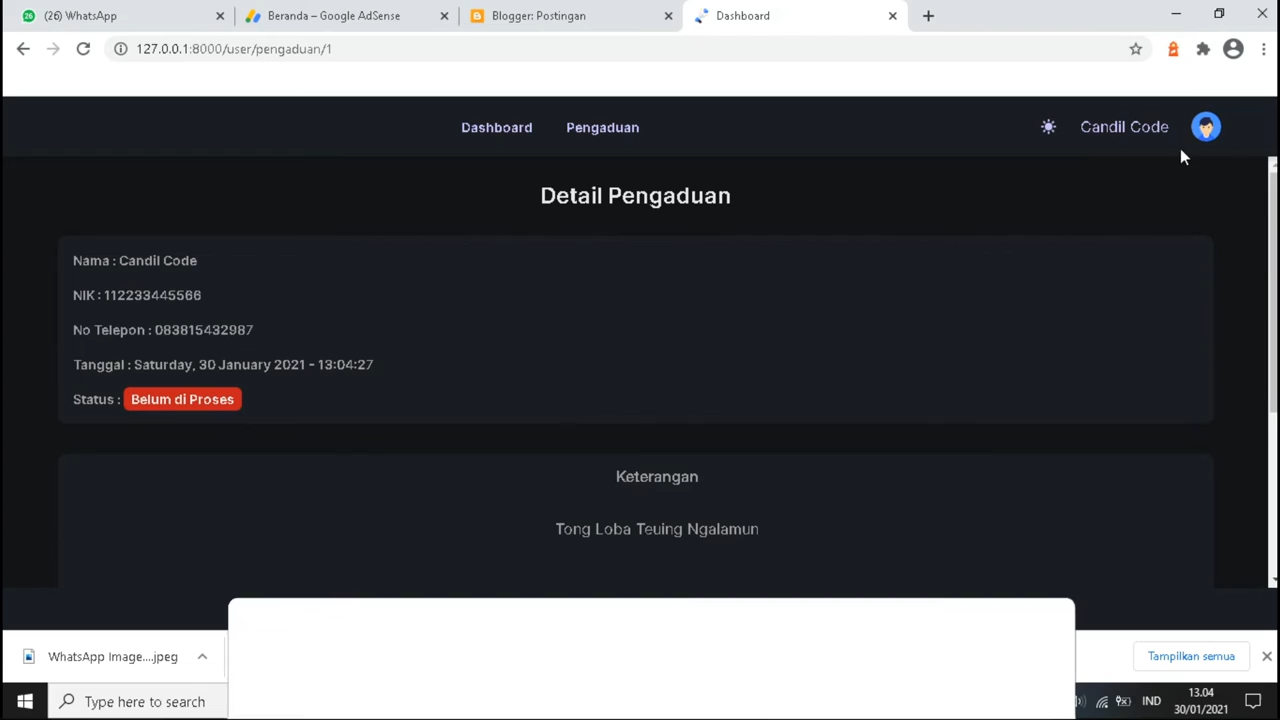 (26) WhatsApp
Beranda – Google AdSense
Blogger: Postingan
Dashboard
127.0.0.1:8000/user/pengaduan/1
Dashboard
Pengaduan
Candil Code
Detail Pengaduan
Nama : Candil Code
NIK : 112233445566
No Telepon : 083815432987
Tanggal : Saturday, 30 January 2021 - 13:04:27
Status : Belum di Proses
Keterangan
Tong Loba Teuing Ngalamun
WhatsApp Image....jpeg
Tampilkan semua
Type here to search
IND
13.04
30/01/2021